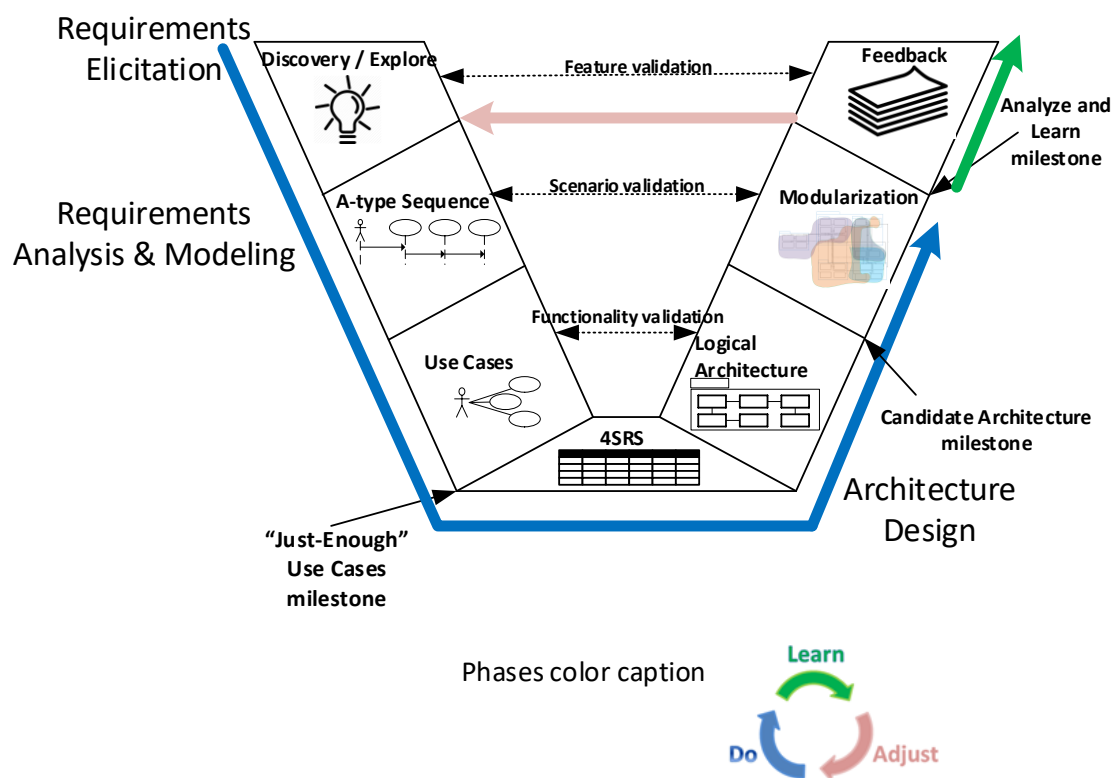 Requirements
Elicitation
Discovery / Explore
Feature validation
Feedback
Analyze and
Learn
milestone
Requirements
Analysis & Modeling
A-type Sequence
Scenario validation
Modularization
Functionality validation
Use Cases
Logical
Architecture
Candidate Architecture
milestone
4SRS
Architecture
Design
“Just-Enough”
Use Cases
milestone
Phases color caption
Learn
Do
Adjust